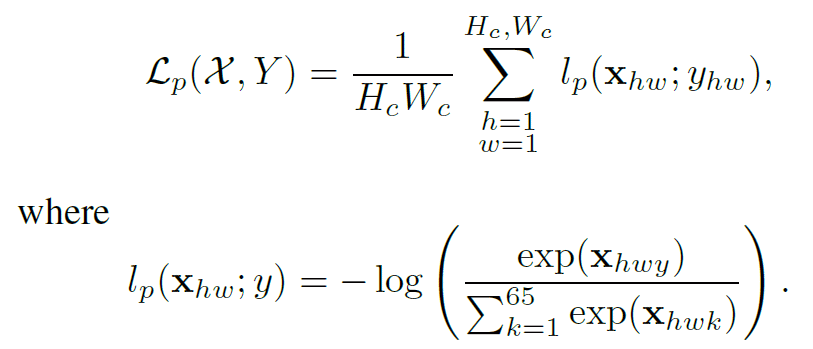 \mathcal{L}_p(\mathcal{X}, Y) = \frac{1}{H_c W_c} \sum_{\substack{h=1 \\ w=1}}^{H_c, W_c} l_p(\mathbf{x}_{hw}; y_{hw}),
where
l_p(\mathbf{x}_{hw}; y) = -\log \left( \frac{\exp(\mathbf{x}_{hwy})}{\sum_{k=1}^{65} \exp(\mathbf{x}_{hwk})} \right).